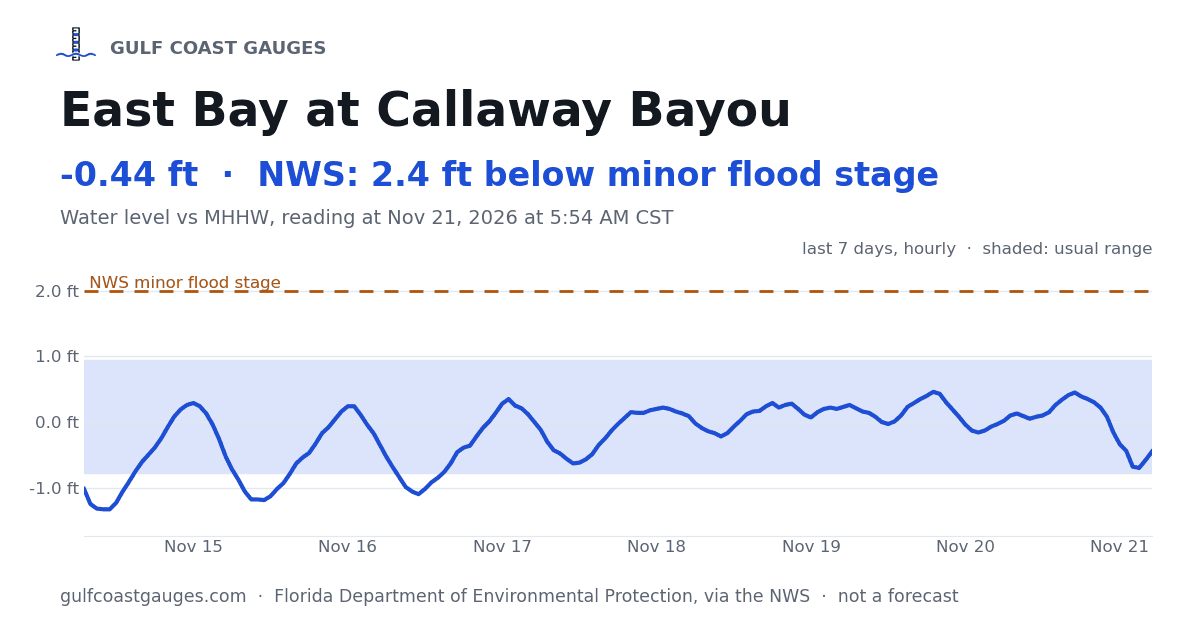 GULF COAST GAUGES
East Bay at Callaway Bayou
-0.44 ft · NWS: 2.4 ft below minor flood stage
Water level vs MHHW, reading at Nov 21, 2026 at 5:54 AM CST
last 7 days, hourly · shaded: usual range
NWS minor flood stage
2.0 ft
1.0 ft
0.0 ft
-1.0 ft
Nov 15 Nov 16 Nov 17 Nov 18 Nov 19 Nov 20 Nov 21
gulfcoastgauges.com · Florida Department of Environmental Protection, via the NWS · not a forecast